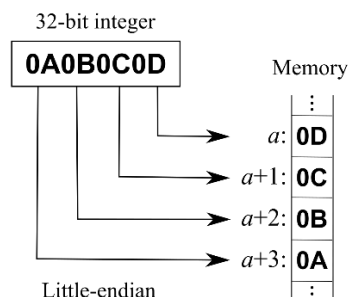 32-bit integer
0A0B0C0D
Memory
⋮
a: 0D
a+1: 0C
a+2: 0B
a+3: 0A
⋮
Little-endian